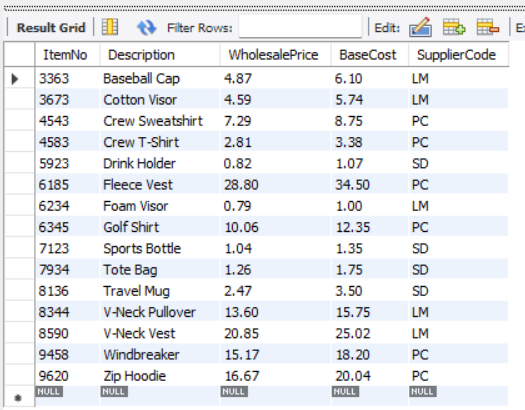 Result Grid Filter Rows: Edit:
ItemNo Description WholesalePrice BaseCost SupplierCode
3363 Baseball Cap 4.87 6.10 LM
3673 Cotton Visor 4.59 5.74 LM
4543 Crew Sweatshirt 7.29 8.75 PC
4583 Crew T-Shirt 2.81 3.38 PC
5923 Drink Holder 0.82 1.07 SD
6185 Fleece Vest 28.80 34.50 PC
6234 Foam Visor 0.79 1.00 LM
6345 Golf Shirt 10.06 12.35 PC
7123 Sports Bottle 1.04 1.35 SD
7934 Tote Bag 1.26 1.75 SD
8136 Travel Mug 2.47 3.50 SD
8344 V-Neck Pullover 13.60 15.75 LM
8590 V-Neck Vest 20.85 25.02 LM
9458 Windbreaker 15.17 18.20 PC
9620 Zip Hoodie 16.67 20.04 PC
NULL NULL NULL NULL NULL